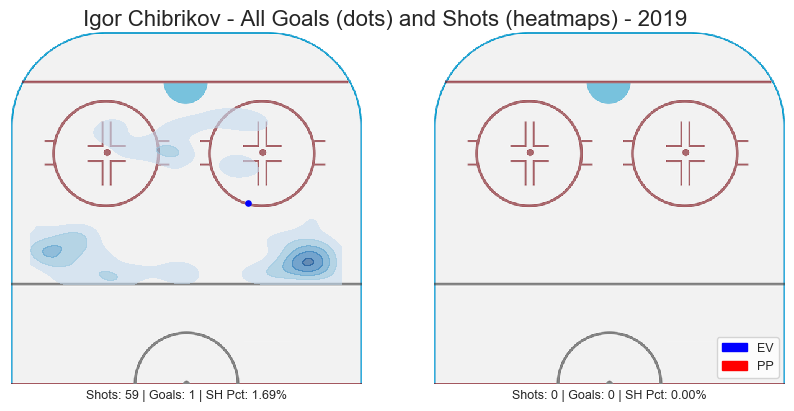 Igor Chibrikov - All Goals (dots) and Shots (heatmaps) - 2019
EV
PP
Shots: 59 | Goals: 1 | SH Pct: 1.69%
Shots: 0 | Goals: 0 | SH Pct: 0.00%